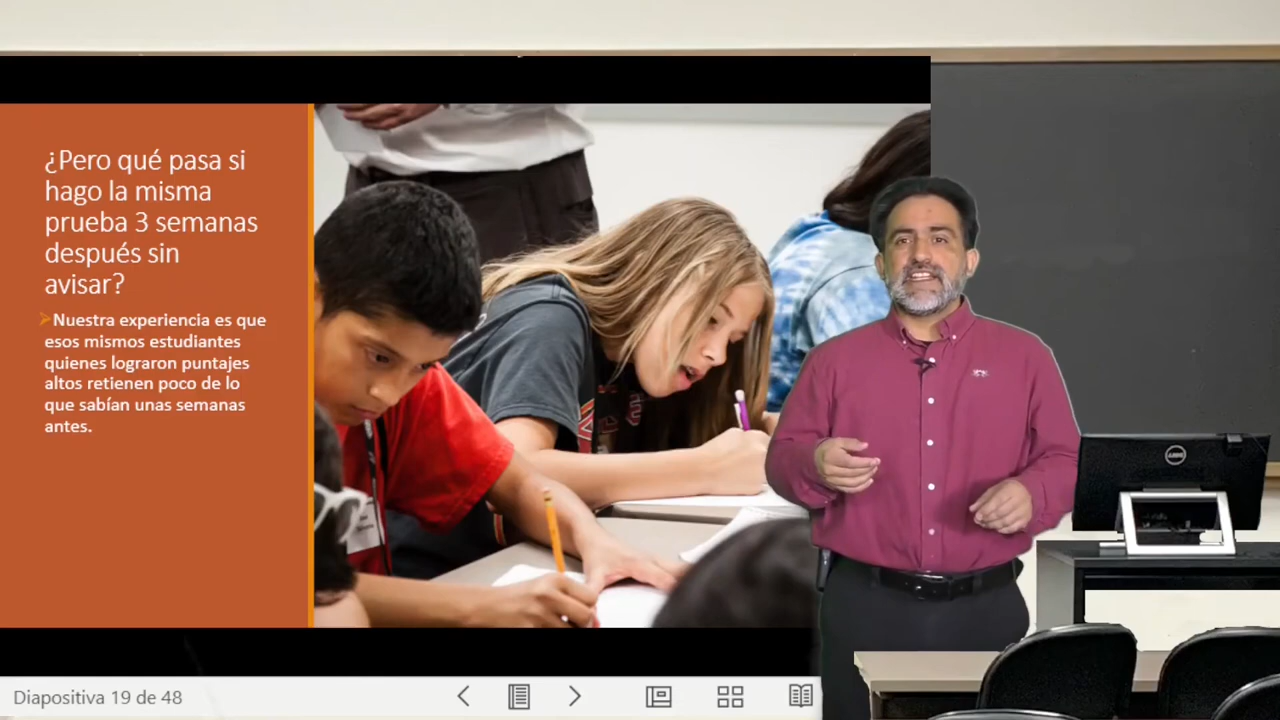 ¿Pero qué pasa si
hago la misma
prueba 3 semanas
después sin
avisar?
Nuestra experiencia es que
esos mismos estudiantes
quienes lograron puntajes
altos retienen poco de lo
que sabían unas semanas
antes.
DELL
Diapositiva 19 de 48